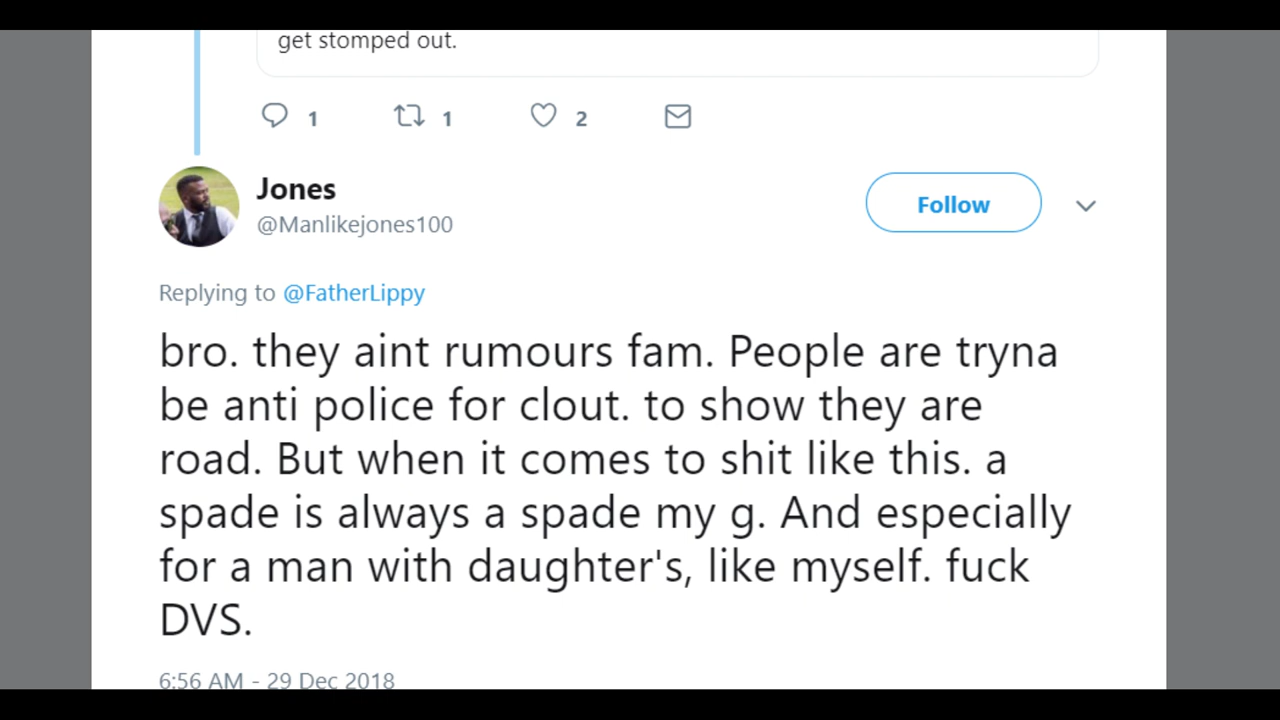 get stomped out.
1 1 2
Jones
@Manlikejones100
Follow
Replying to @FatherLippy
bro. they aint rumours fam. People are tryna
be anti police for clout. to show they are
road. But when it comes to shit like this. a
spade is always a spade my g. And especially
for a man with daughter's, like myself. fuck
DVS.
6:56 AM - 29 Dec 2018